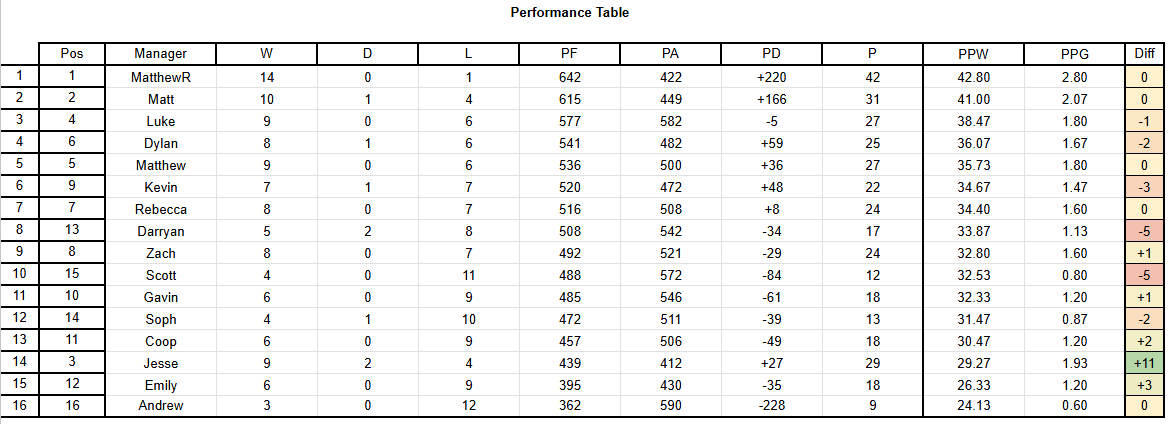 Performance Table
Pos Manager W D L PF PA PD P PPW PPG Diff
1 1 MatthewR 14 0 1 642 422 +220 42 42.80 2.80 0
2 2 Matt 10 1 4 615 449 +166 31 41.00 2.07 0
3 4 Luke 9 0 6 577 582 -5 27 38.47 1.80 -1
4 6 Dylan 8 1 6 541 482 +59 25 36.07 1.67 -2
5 5 Matthew 9 0 6 536 500 +36 27 35.73 1.80 0
6 9 Kevin 7 1 7 520 472 +48 22 34.67 1.47 -3
7 7 Rebecca 8 0 7 516 508 +8 24 34.40 1.60 0
8 13 Darryan 5 2 8 508 542 -34 17 33.87 1.13 -5
9 8 Zach 8 0 7 492 521 -29 24 32.80 1.60 +1
10 15 Scott 4 0 11 488 572 -84 12 32.53 0.80 -5
11 10 Gavin 6 0 9 485 546 -61 18 32.33 1.20 +1
12 14 Soph 4 1 10 472 511 -39 13 31.47 0.87 -2
13 11 Coop 6 0 9 457 506 -49 18 30.47 1.20 +2
14 3 Jesse 9 2 4 439 412 +27 29 29.27 1.93 +11
15 12 Emily 6 0 9 395 430 -35 18 26.33 1.20 +3
16 16 Andrew 3 0 12 362 590 -228 9 24.13 0.60 0